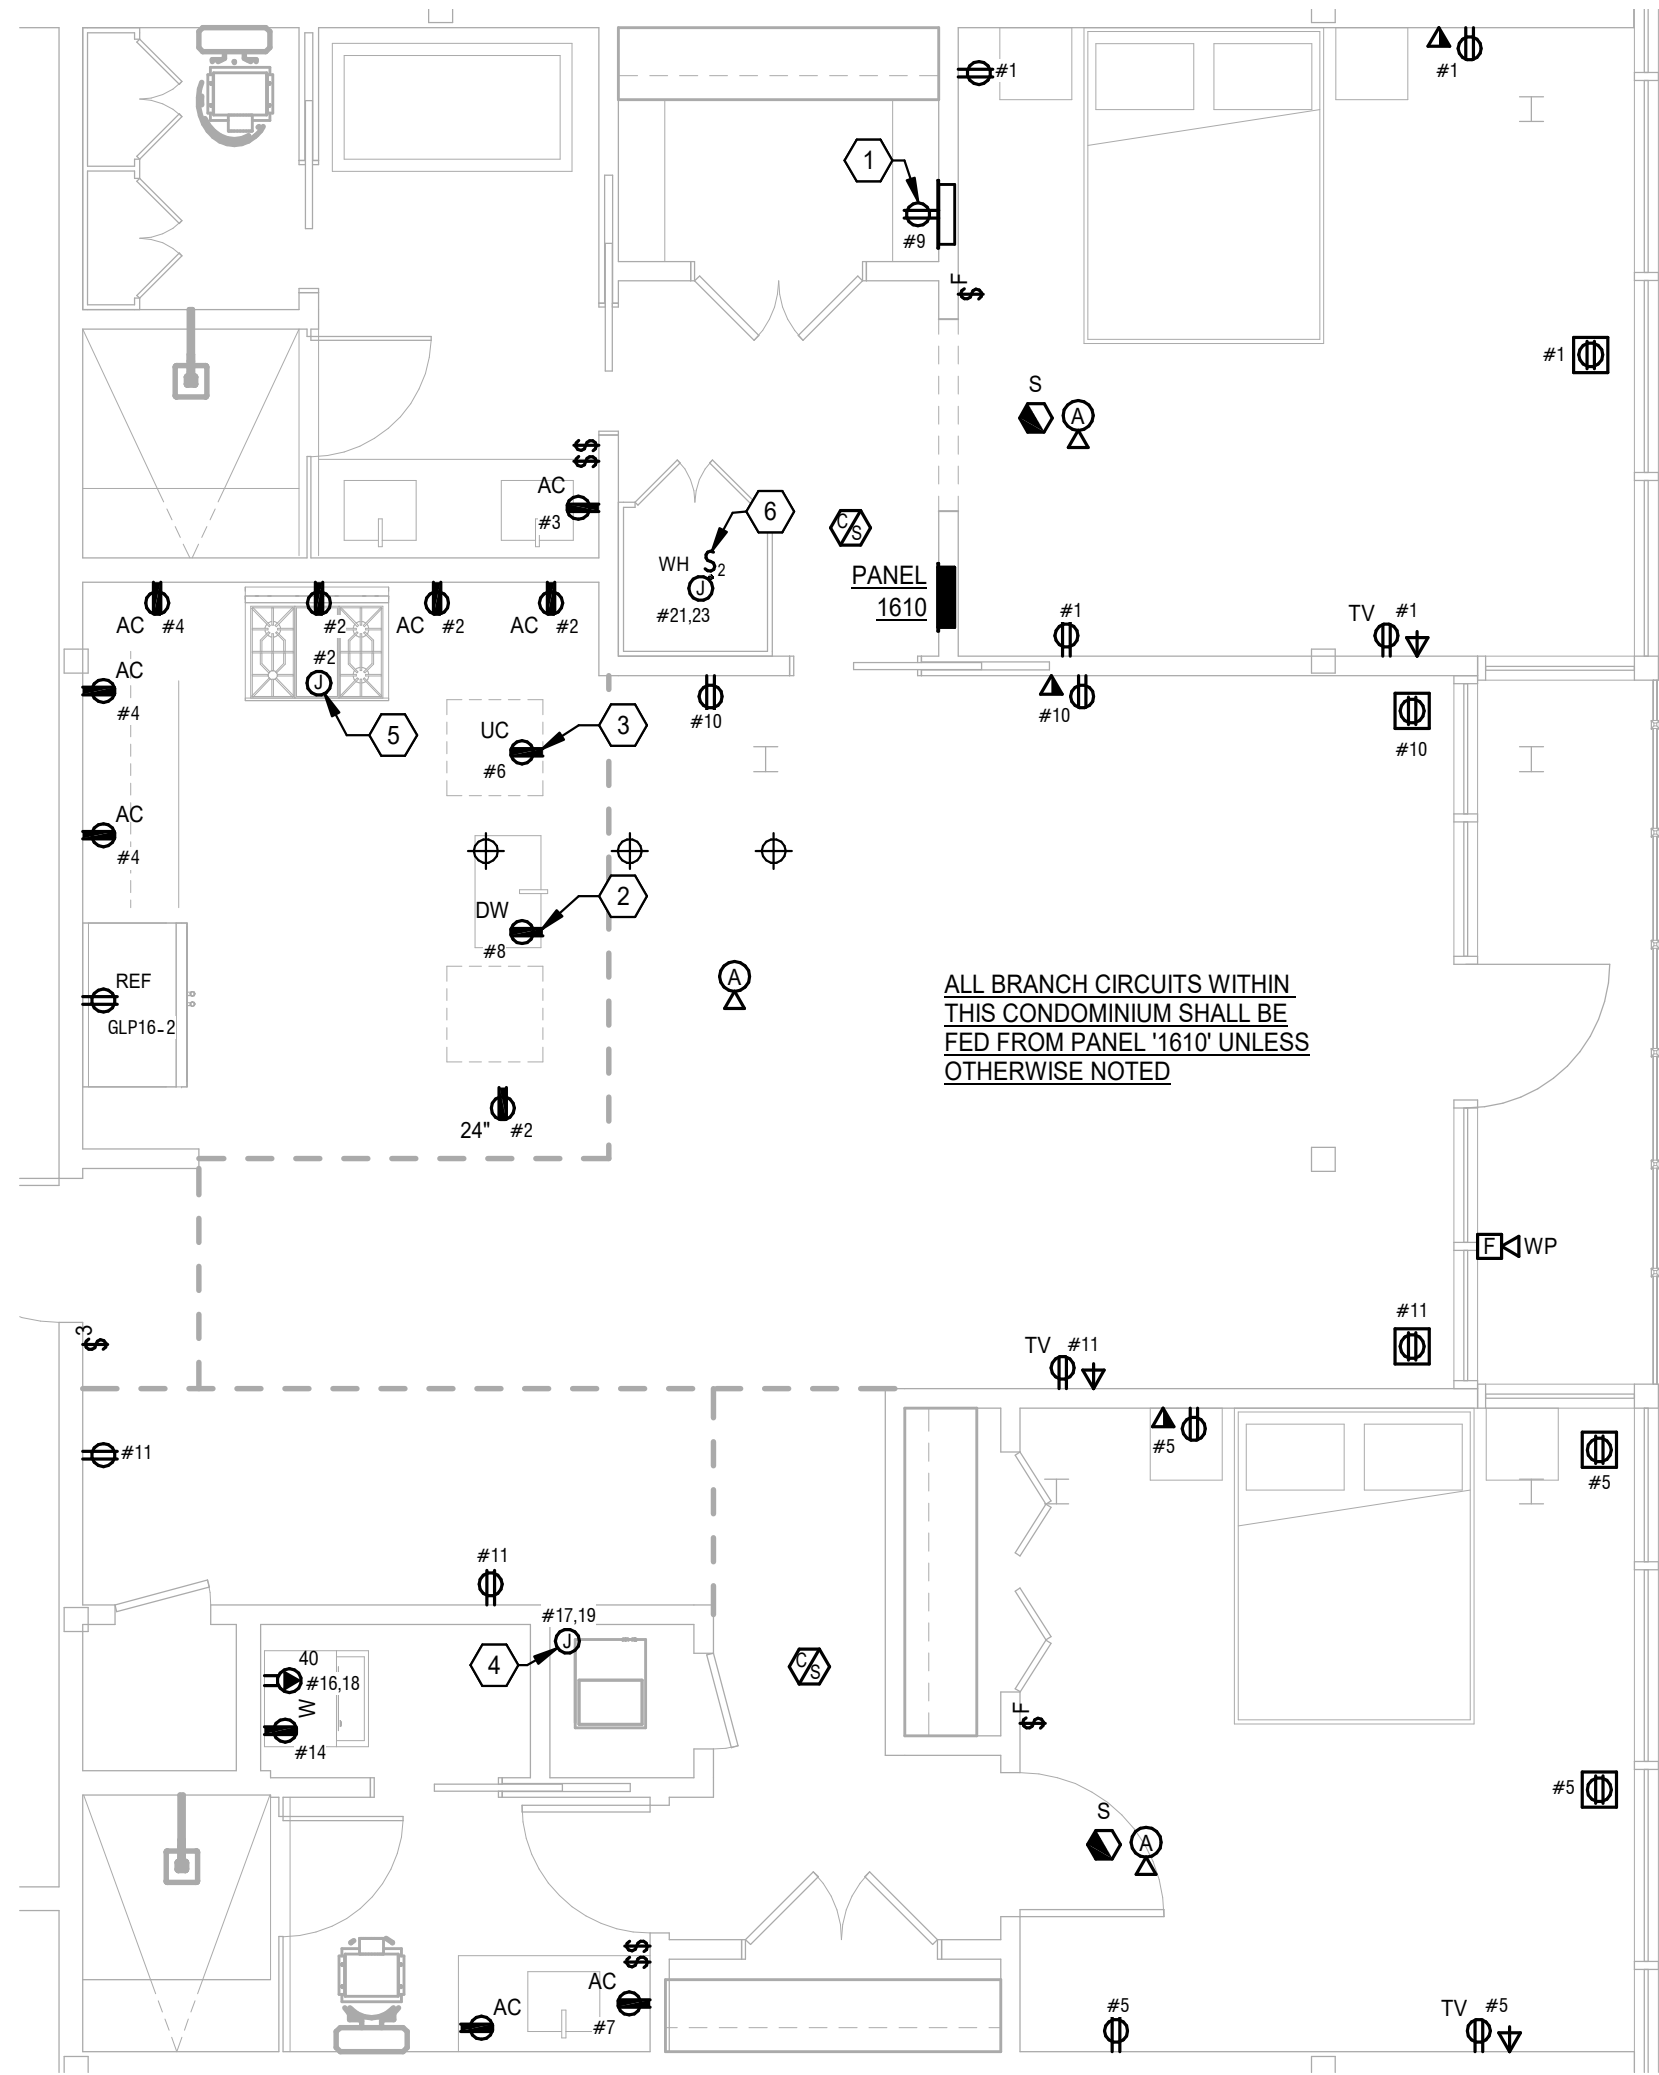 #1
#1
1
#9
F
$
#1
S
A
$$
AC
#3
6
C/S
WH S2
J
#21,23
PANEL
1610
#1
TV #1
AC #4
#2
AC #2
AC #2
#2
J
5
AC
#4
UC
#6
3
#10
#10
#10
AC
#4
DW
#8
2
REF
GLP16-2
A
ALL BRANCH CIRCUITS WITHIN
THIS CONDOMINIUM SHALL BE
FED FROM PANEL '1610' UNLESS
OTHERWISE NOTED
24" #2
F WP
3
$
#11
TV #11
#11
#5
#5
#11
#17,19
J
4
C/S
40
#16,18
W
#14
F
$
#5
S
A
$$
AC
AC
#7
#5
TV #5